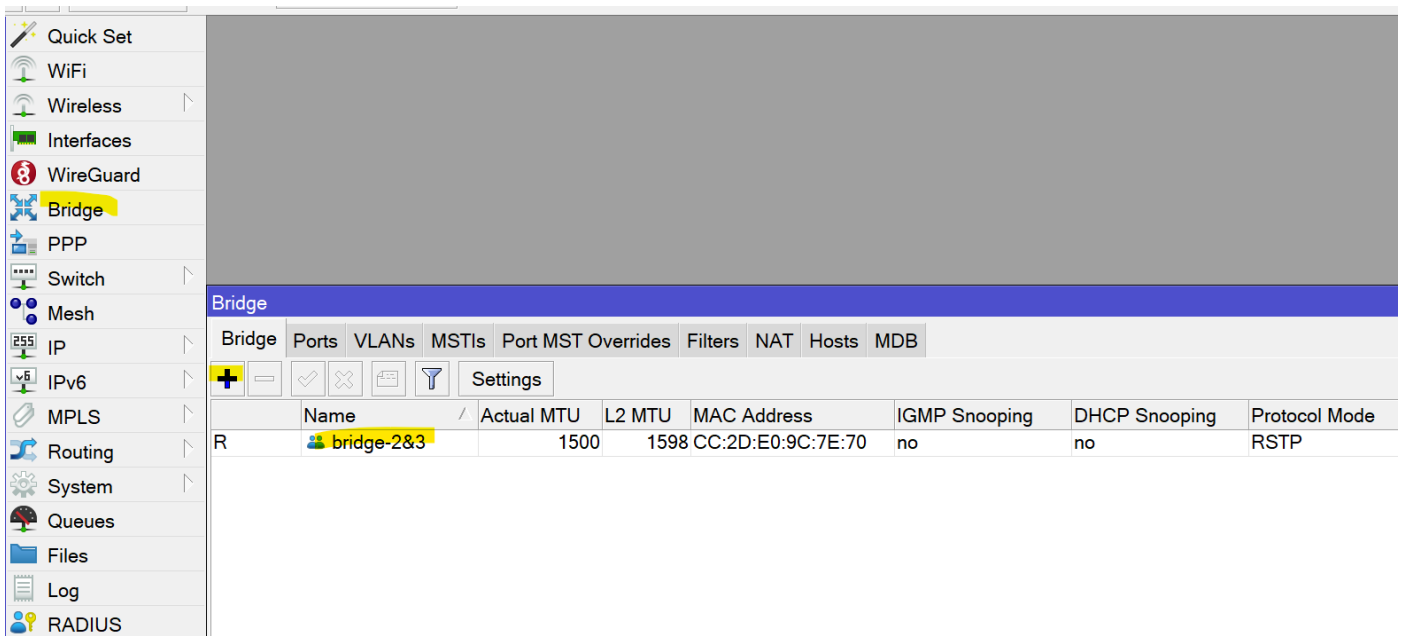 Quick Set
WiFi
Wireless
Interfaces
WireGuard
Bridge
PPP
Switch
Mesh
255
IP
v6
IPv6
MPLS
Routing
System
Queues
Files
Log
RADIUS
Bridge
Bridge Ports VLANs MSTIs Port MST Overrides Filters NAT Hosts MDB
Settings
Name Actual MTU L2 MTU MAC Address IGMP Snooping DHCP Snooping Protocol Mode
R bridge-2&3 1500 1598 CC:2D:E0:9C:7E:70 no no RSTP